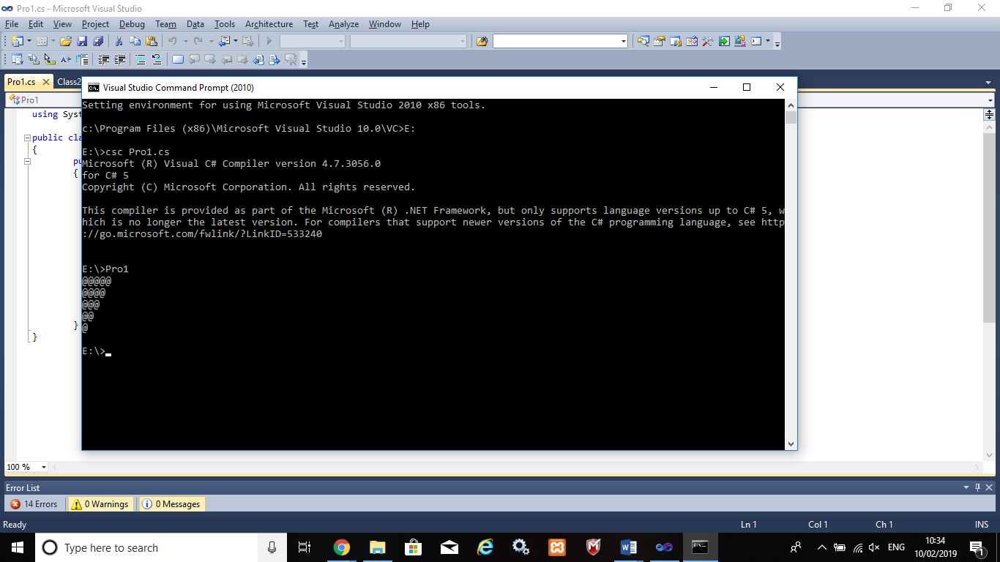 Pro1.cs - Microsoft Visual Studio
File Edit View Project Debug Team Data Tools Architecture Test Analyze Window Help
Pro1.cs Class2
Pro1
using Syst
public cla
{
pu
{
}
}
Visual Studio Command Prompt (2010)
Setting environment for using Microsoft Visual Studio 2010 x86 tools.
c:\Program Files (x86)\Microsoft Visual Studio 10.0\VC>E:
E:\>csc Pro1.cs
Microsoft (R) Visual C# Compiler version 4.7.3056.0
for C# 5
Copyright (C) Microsoft Corporation. All rights reserved.
This compiler is provided as part of the Microsoft (R) .NET Framework, but only supports language versions up to C# 5, w
hich is no longer the latest version. For compilers that support newer versions of the C# programming language, see http
://go.microsoft.com/fwlink/?LinkID=533240
E:\>Pro1
@@@@@
@@@@
@@@
@@
@
E:\>
100 %
Error List
14 Errors 0 Warnings 0 Messages
Ready Ln 1 Col 1 Ch 1 INS
Type here to search
ENG
10:34
10/02/2019
1